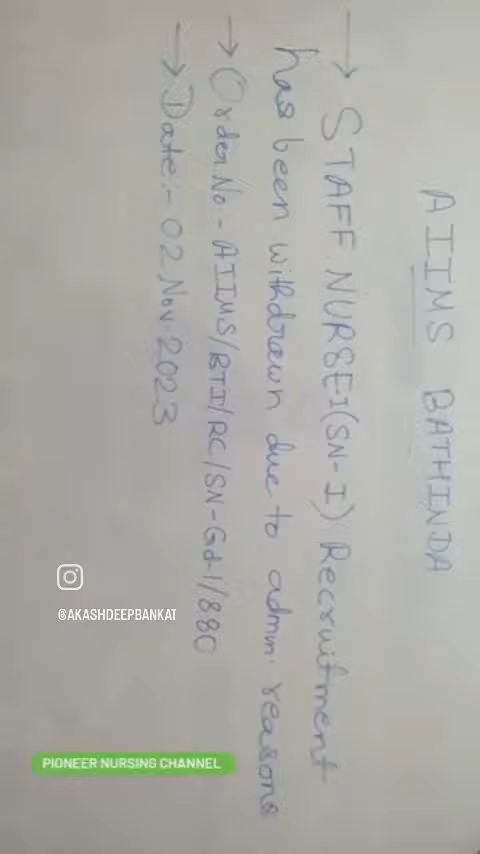 AIIMS BATHINDA
→ STAFF NURSE-I (SN-I) Recruitment
has been withdrawn due to admn. reasons
→ Order No - AIIMS/BTI/RC/SN-Gd-1/880
→ Date:- 02 Nov. 2023
@AKASHDEEPBANKAT
PIONEER NURSING CHANNEL